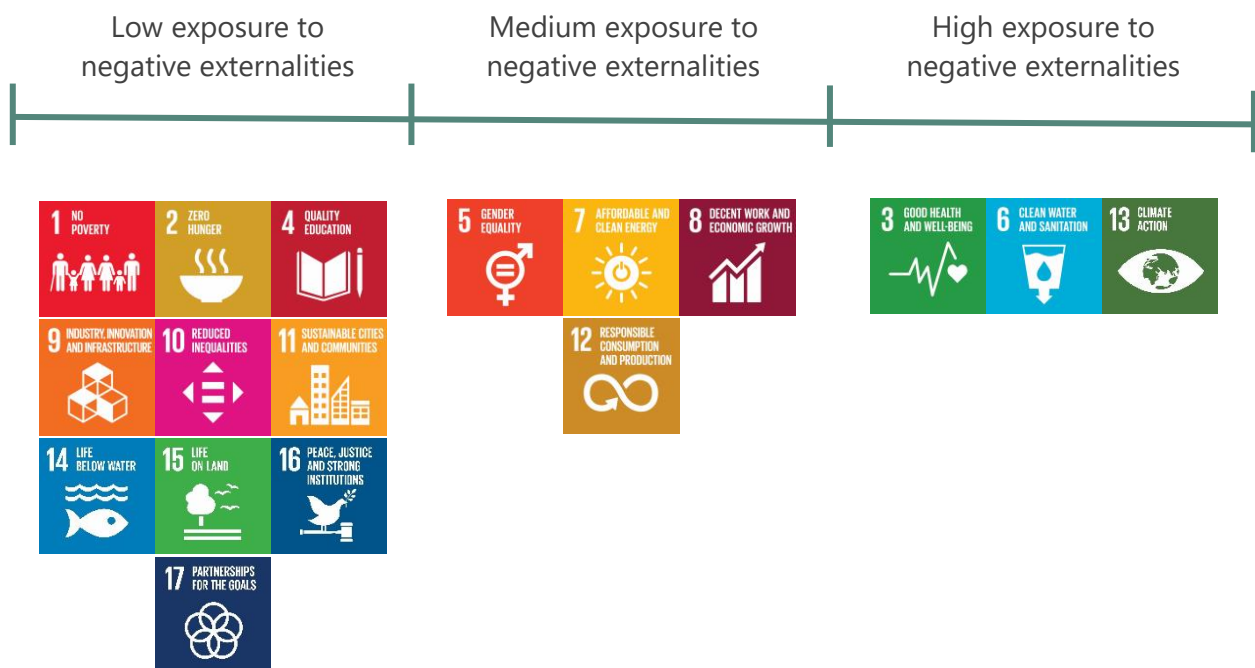 Low exposure to
negative externalities
Medium exposure to
negative externalities
High exposure to
negative externalities
1 NO
POVERTY
2 ZERO
HUNGER
4 QUALITY
EDUCATION
5 GENDER
EQUALITY
7 AFFORDABLE AND
CLEAN ENERGY
8 DECENT WORK AND
ECONOMIC GROWTH
3 GOOD HEALTH
AND WELL-BEING
6 CLEAN WATER
AND SANITATION
13 CLIMATE
ACTION
9 INDUSTRY, INNOVATION
AND INFRASTRUCTURE
10 REDUCED
INEQUALITIES
11 SUSTAINABLE CITIES
AND COMMUNITIES
12 RESPONSIBLE
CONSUMPTION
AND PRODUCTION
14 LIFE
BELOW WATER
15 LIFE
ON LAND
16 PEACE, JUSTICE
AND STRONG
INSTITUTIONS
17 PARTNERSHIPS
FOR THE GOALS